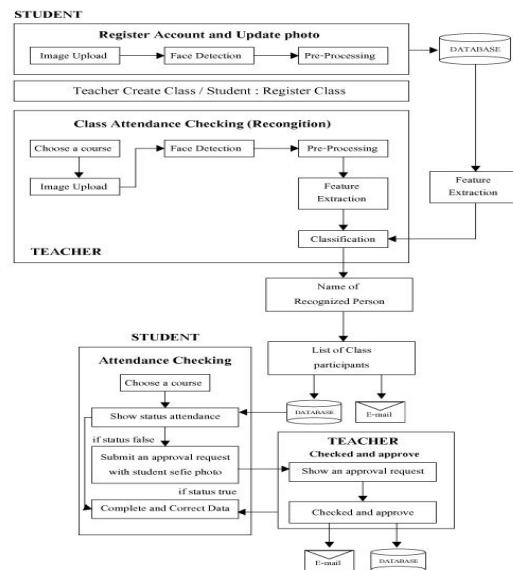 STUDENT
Register Account and Update photo
Image Upload
Face Detection
Pre-Processing
DATABASE
Teacher Create Class / Student : Register Class
Class Attendance Checking (Recongition)
Choose a course
Face Detection
Pre-Processing
Image Upload
Feature
Extraction
Feature
Extraction
Classification
TEACHER
Name of
Recognized Person
STUDENT
Attendance Checking
List of Class
participants
Choose a course
DATABASE
E-mail
Show status attendance
if status false
TEACHER
Checked and approve
Submit an approval request
with student sefie photo
Show an approval request
if status true
Complete and Correct Data
Checked and approve
E-mail
DATABASE